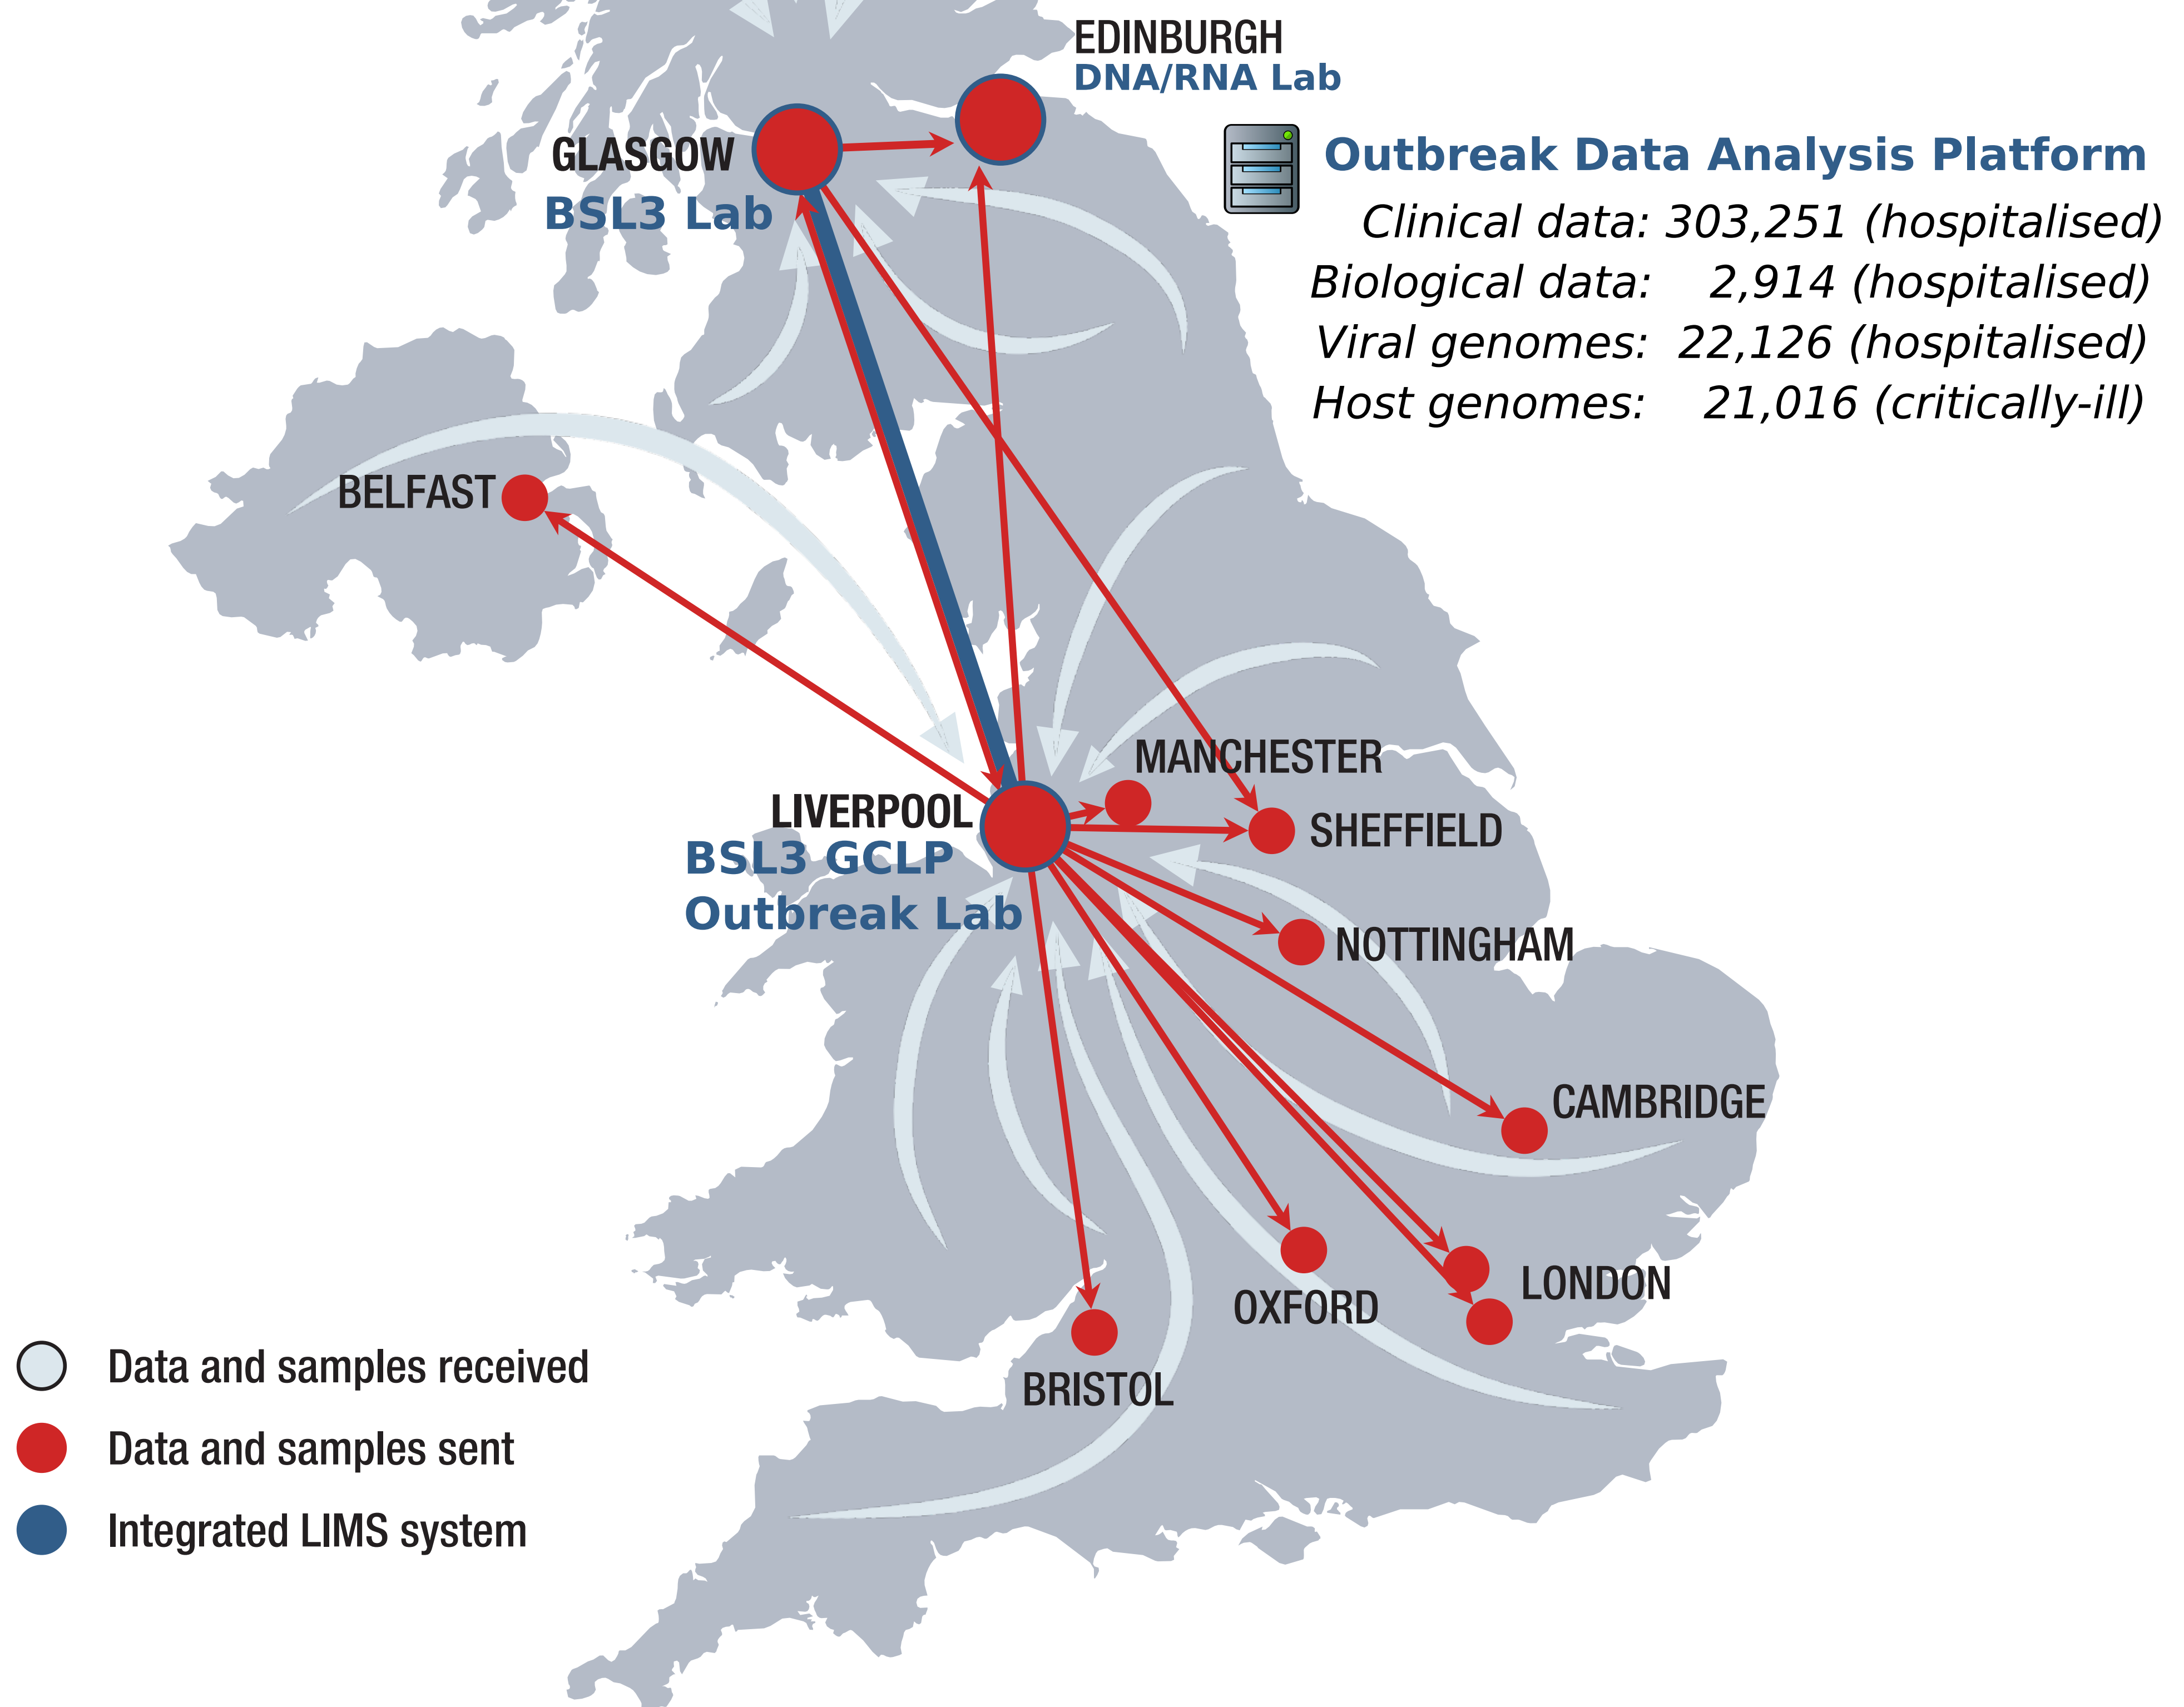 EDINBURGH
DNA/RNA Lab
GLASGOW
BSL3 Lab
Outbreak Data Analysis Platform
Clinical data: 303,251 (hospitalised)
Biological data: 2,914 (hospitalised)
Viral genomes: 22,126 (hospitalised)
Host genomes: 21,016 (critically-ill)
BELFAST
MANCHESTER
LIVERPOOL
BSL3 GCLP
Outbreak Lab
SHEFFIELD
NOTTINGHAM
CAMBRIDGE
LONDON
OXFORD
BRISTOL
Data and samples received
Data and samples sent
Integrated LIMS system